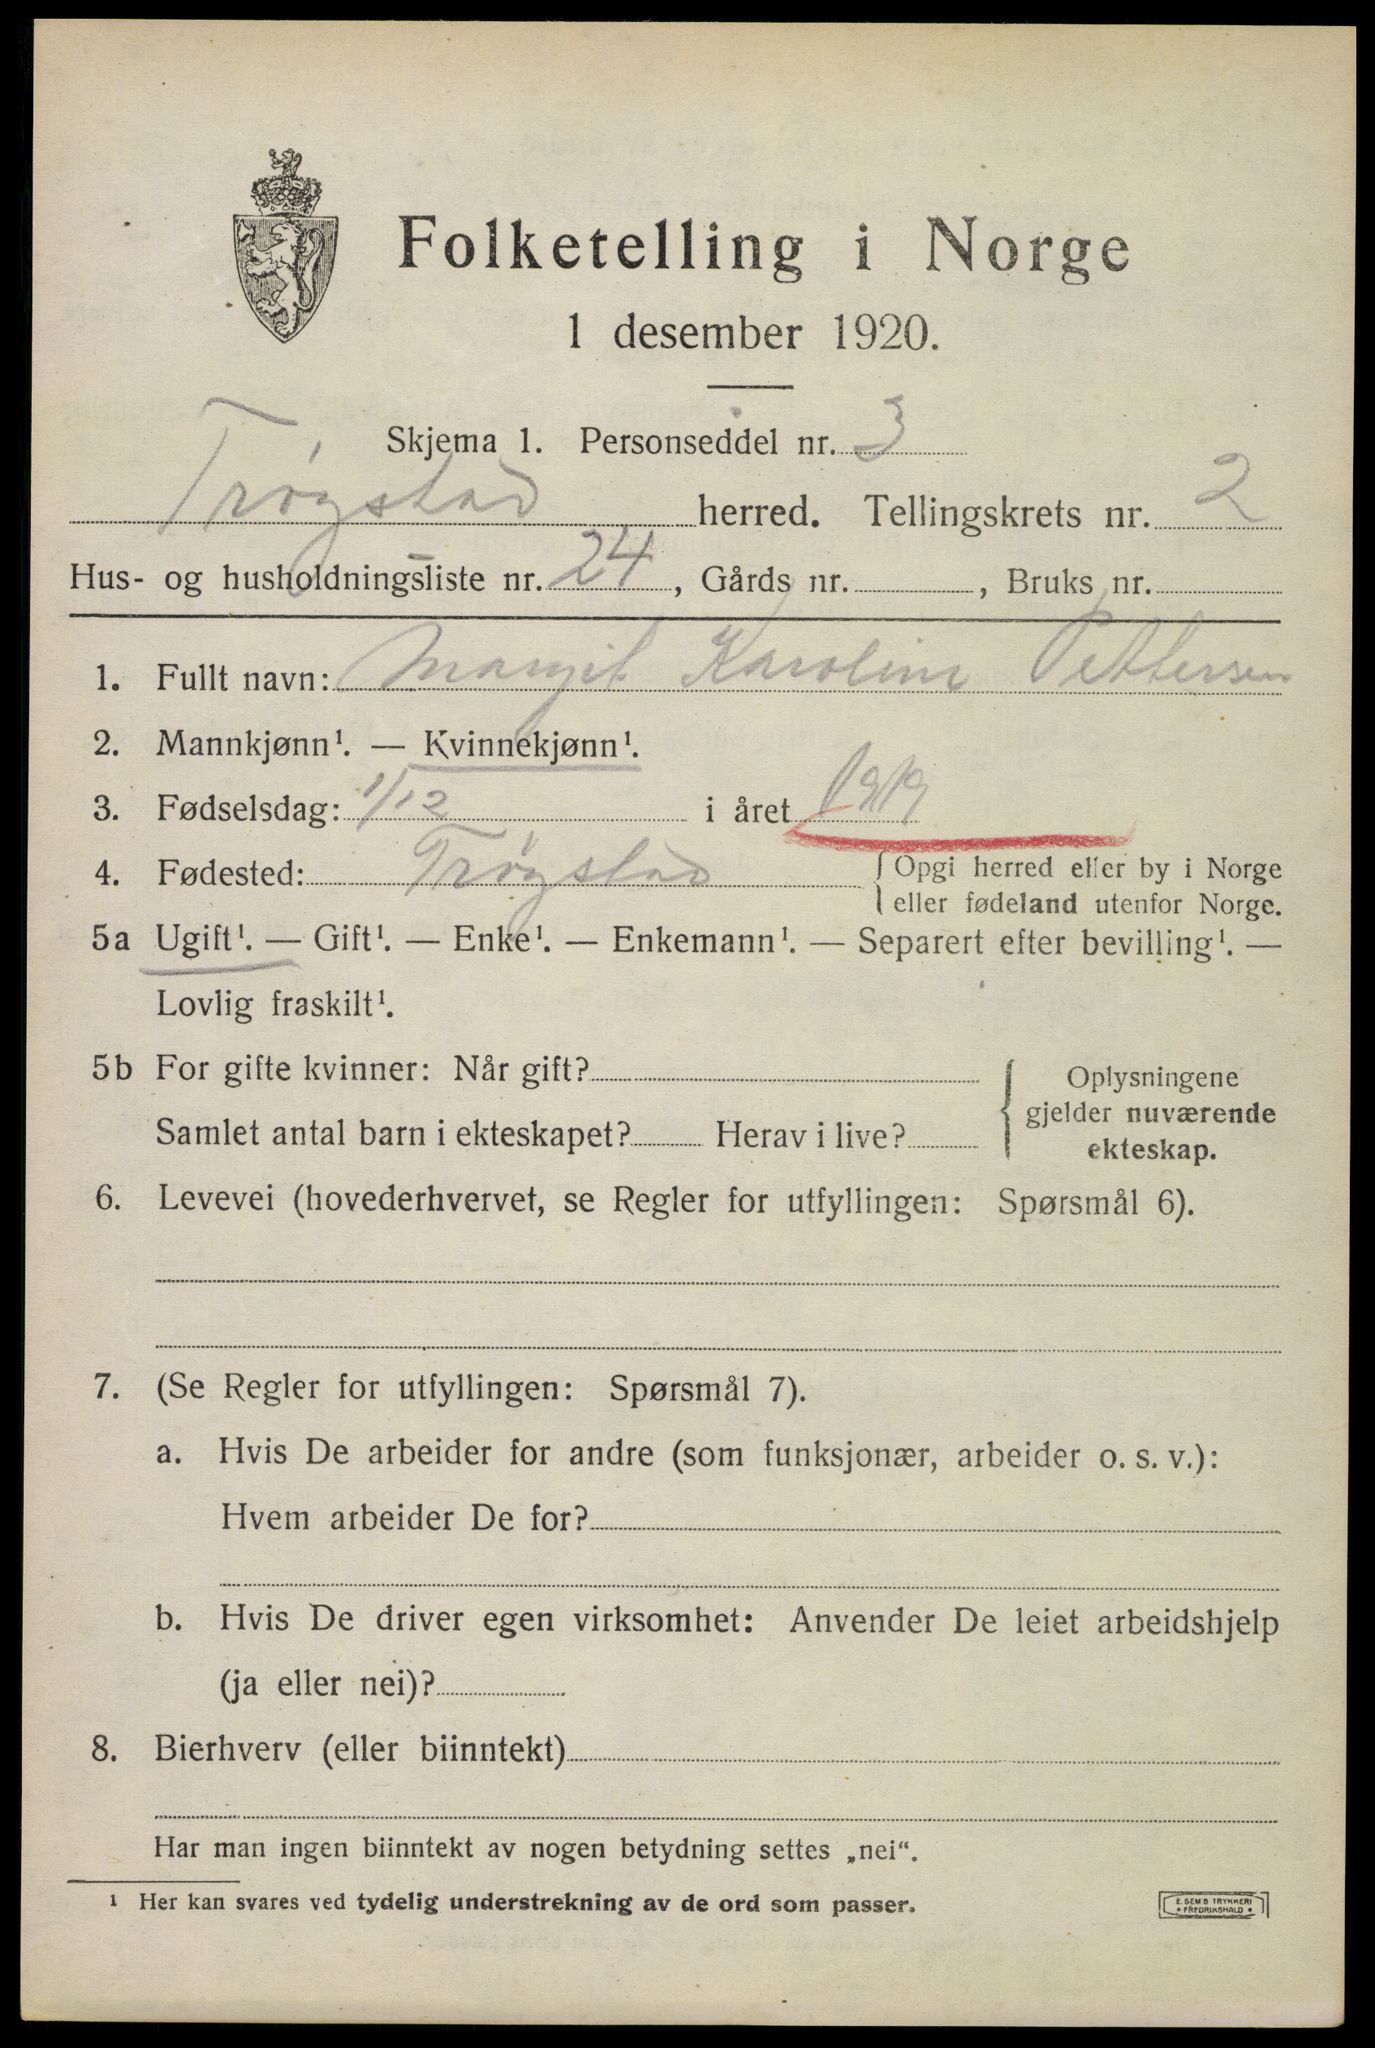 Folketelling i Norge
1 desember 1920.
Skjema 1. Personseddel nr. 3
Trøgstad herred. Tellingskrets nr. 2
Hus- og husholdningsliste nr. 24, Gårds nr. , Bruks nr.
1. Fullt navn: Margit Karoline Pettersen
2. Mannkjønn¹. — Kvinnekjønn¹.
3. Fødselsdag: 1/12 i året 1919
4. Fødested: Trøgstad { Opgi herred eller by i Norge
eller fødeland utenfor Norge.
5a Ugift¹. — Gift¹. — Enke¹. — Enkemann¹. — Separert efter bevilling¹. —
Lovlig fraskilt¹.
5b For gifte kvinner: Når gift?
Samlet antal barn i ekteskapet? Herav i live?
{ Oplysningene
gjelder nuværende
ekteskap.
6. Levevei (hovederhvervet, se Regler for utfyllingen: Spørsmål 6).
7. (Se Regler for utfyllingen: Spørsmål 7).
a. Hvis De arbeider for andre (som funksjonær, arbeider o. s. v.):
Hvem arbeider De for?
b. Hvis De driver egen virksomhet: Anvender De leiet arbeidshjelp
(ja eller nei)?
8. Bierhverv (eller biinntekt)
Har man ingen biinntekt av nogen betydning settes „nei“.
¹ Her kan svares ved tydelig understrekning av de ord som passer.
E. SEM'S TRYKKERI
• FREDRIKSHALD •